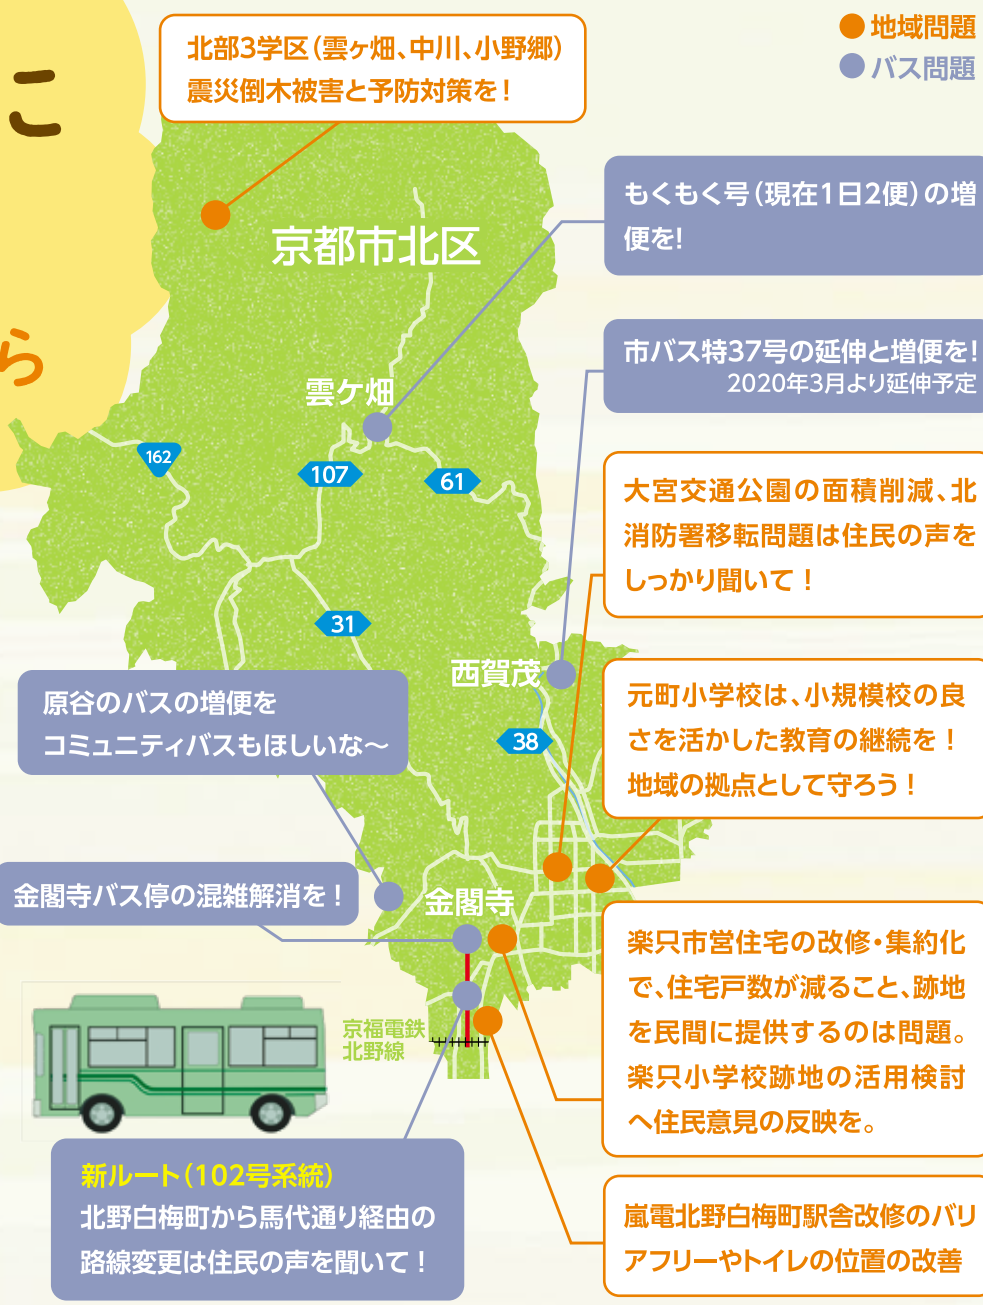 こ
ら
地域問題
バス問題
北部3学区(雲ヶ畑、中川、小野郷)
震災倒木被害と予防対策を！
京都市北区
もくもく号(現在1日2便)の増
便を!
市バス特37号の延伸と増便を!
2020年3月より延伸予定
雲ケ畑
162
107
61
大宮交通公園の面積削減、北
消防署移転問題は住民の声を
しっかり聞いて！
31
西賀茂
38
元町小学校は、小規模校の良
さを活かした教育の継続を！
地域の拠点として守ろう！
原谷のバスの増便を
コミュニティバスもほしいな～
金閣寺バス停の混雑解消を！
金閣寺
楽只市営住宅の改修・集約化
で、住宅戸数が減ること、跡地
を民間に提供するのは問題。
楽只小学校跡地の活用検討
へ住民意見の反映を。
京福電鉄
北野線
新ルート(102号系統)
北野白梅町から馬代通り経由の
路線変更は住民の声を聞いて！
嵐電北野白梅町駅舎改修のバリ
アフリーやトイレの位置の改善